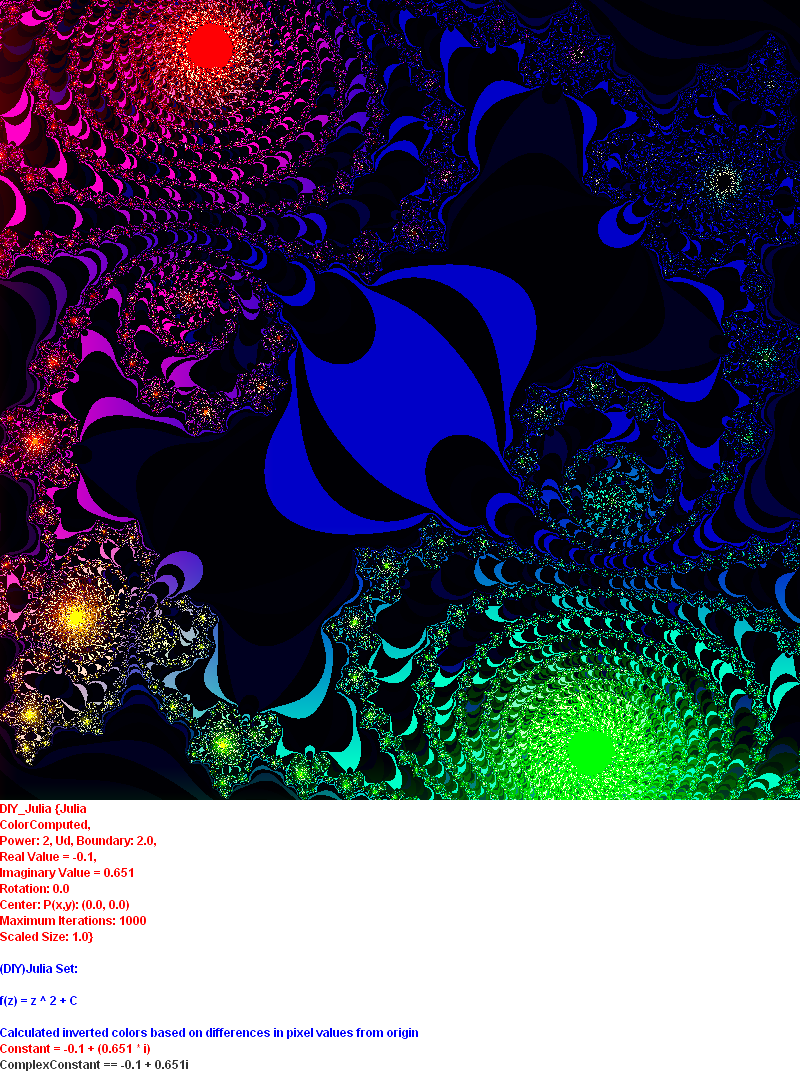 DIY_Julia {Julia
ColorComputed,
Power: 2, Ud, Boundary: 2.0,
Real Value = -0.1,
Imaginary Value = 0.651
Rotation: 0.0
Center: P(x,y): (0.0, 0.0)
Maximum Iterations: 1000
Scaled Size: 1.0}
(DIY)Julia Set:
f(z) = z ^ 2 + C
Calculated inverted colors based on differences in pixel values from origin
Constant = -0.1 + (0.651 * i)
ComplexConstant == -0.1 + 0.651i